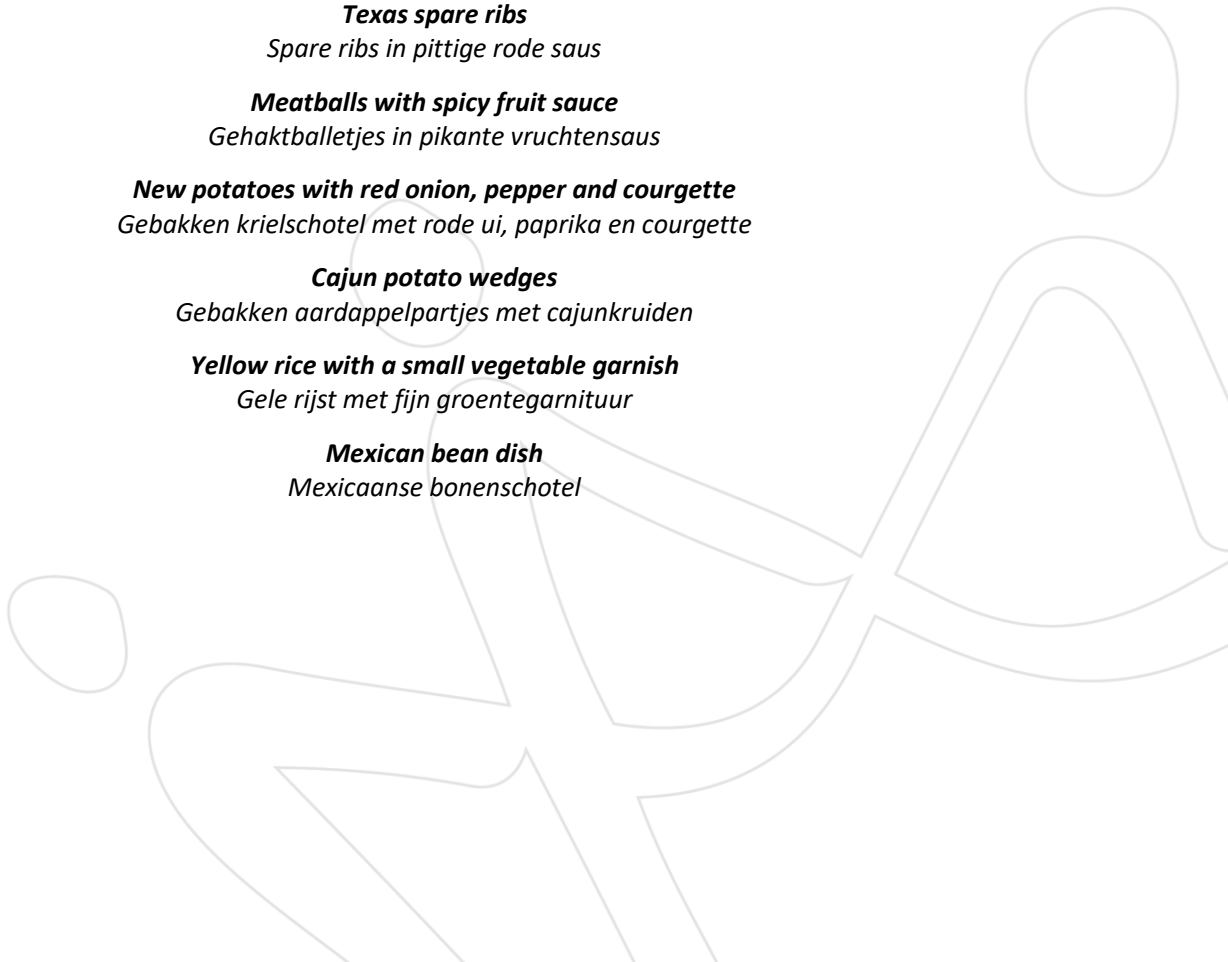 Texas spare ribs
Spare ribs in pittige rode saus
Meatballs with spicy fruit sauce
Gehaktballetjes in pikante vruchtensaus
New potatoes with red onion, pepper and courgette
Gebakken krielschotel met rode ui, paprika en courgette
Cajun potato wedges
Gebakken aardappelpartjes met cajunkruiden
Yellow rice with a small vegetable garnish
Gele rijst met fijn groentegarnituur
Mexican bean dish
Mexicaanse bonenschotel